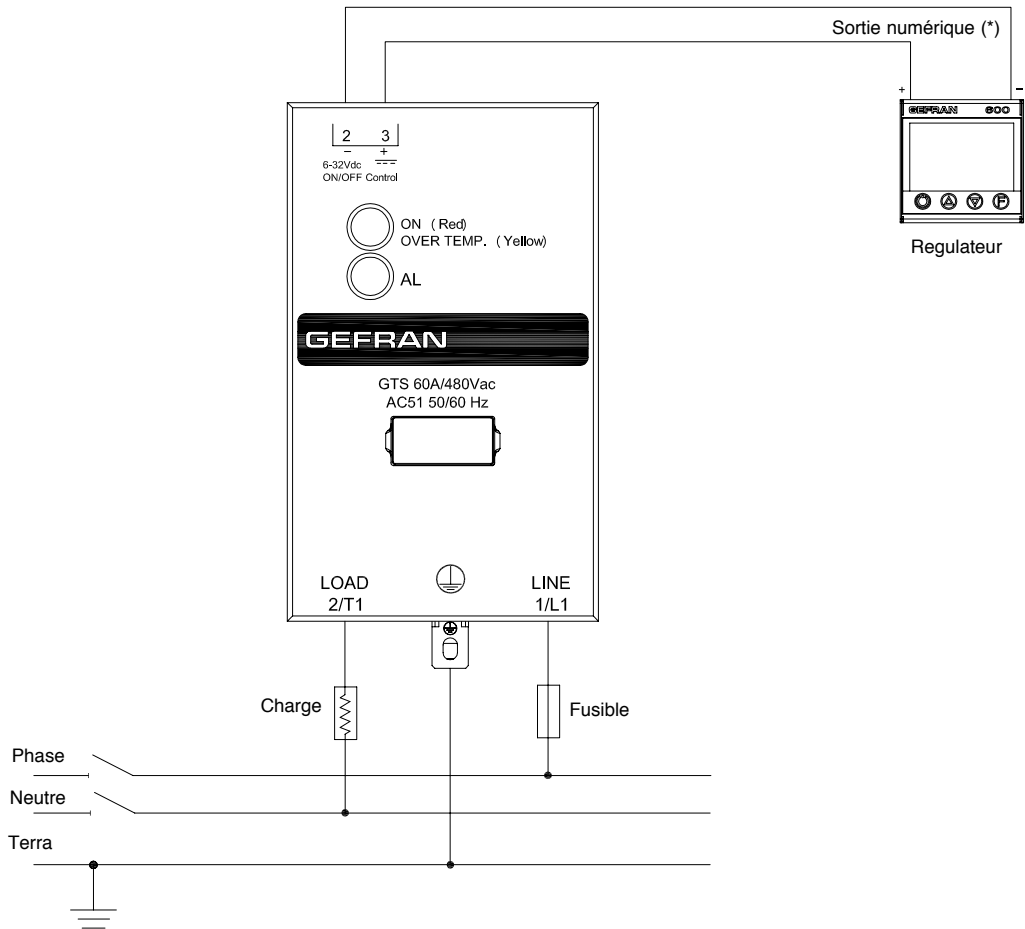 Sortie numérique (*)
+ −
GEFRAN 600
F
Regulateur
2 3
− +
6-32Vdc
ON/OFF Control
ON (Red)
OVER TEMP. (Yellow)
AL
GEFRAN
GTS 60A/480Vac
AC51 50/60 Hz
LOAD LINE
2/T1 1/L1
Charge
Fusible
Phase
Neutre
Terra